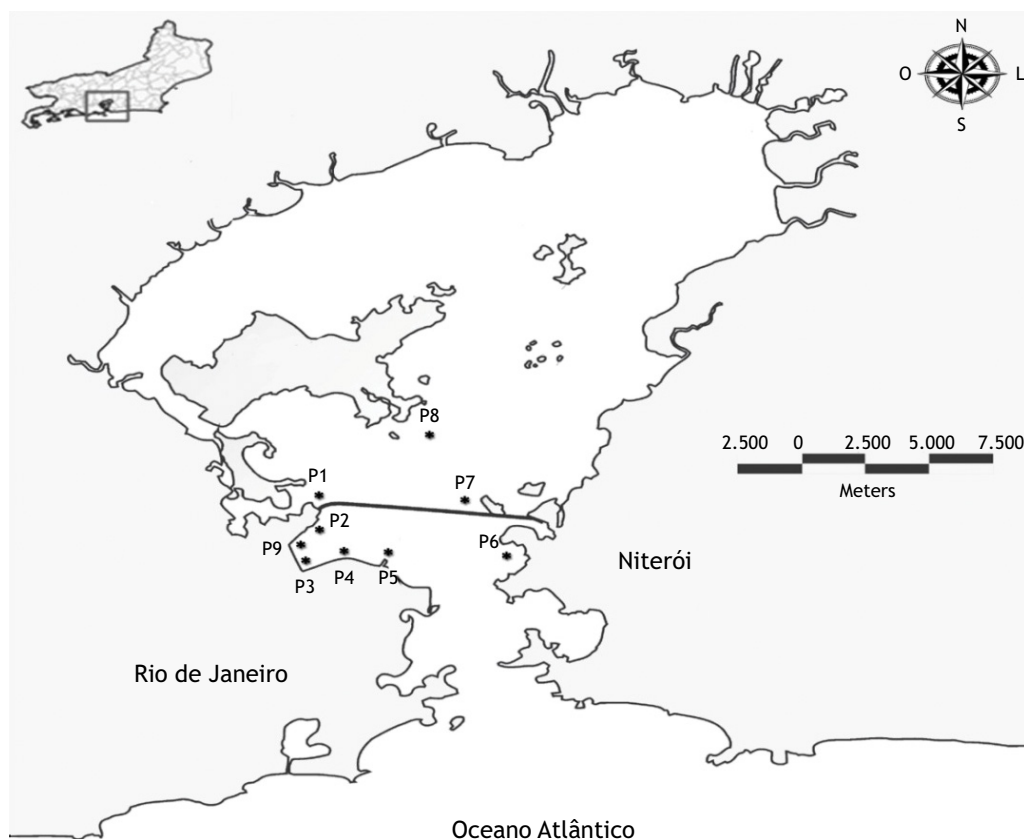 N
O
L
S
P8
2.500 0 2.500 5.000 7.500
Meters
P1
P7
P2
P9
P6
P4
P5
P3
Niterói
Rio de Janeiro
Oceano Atlântico